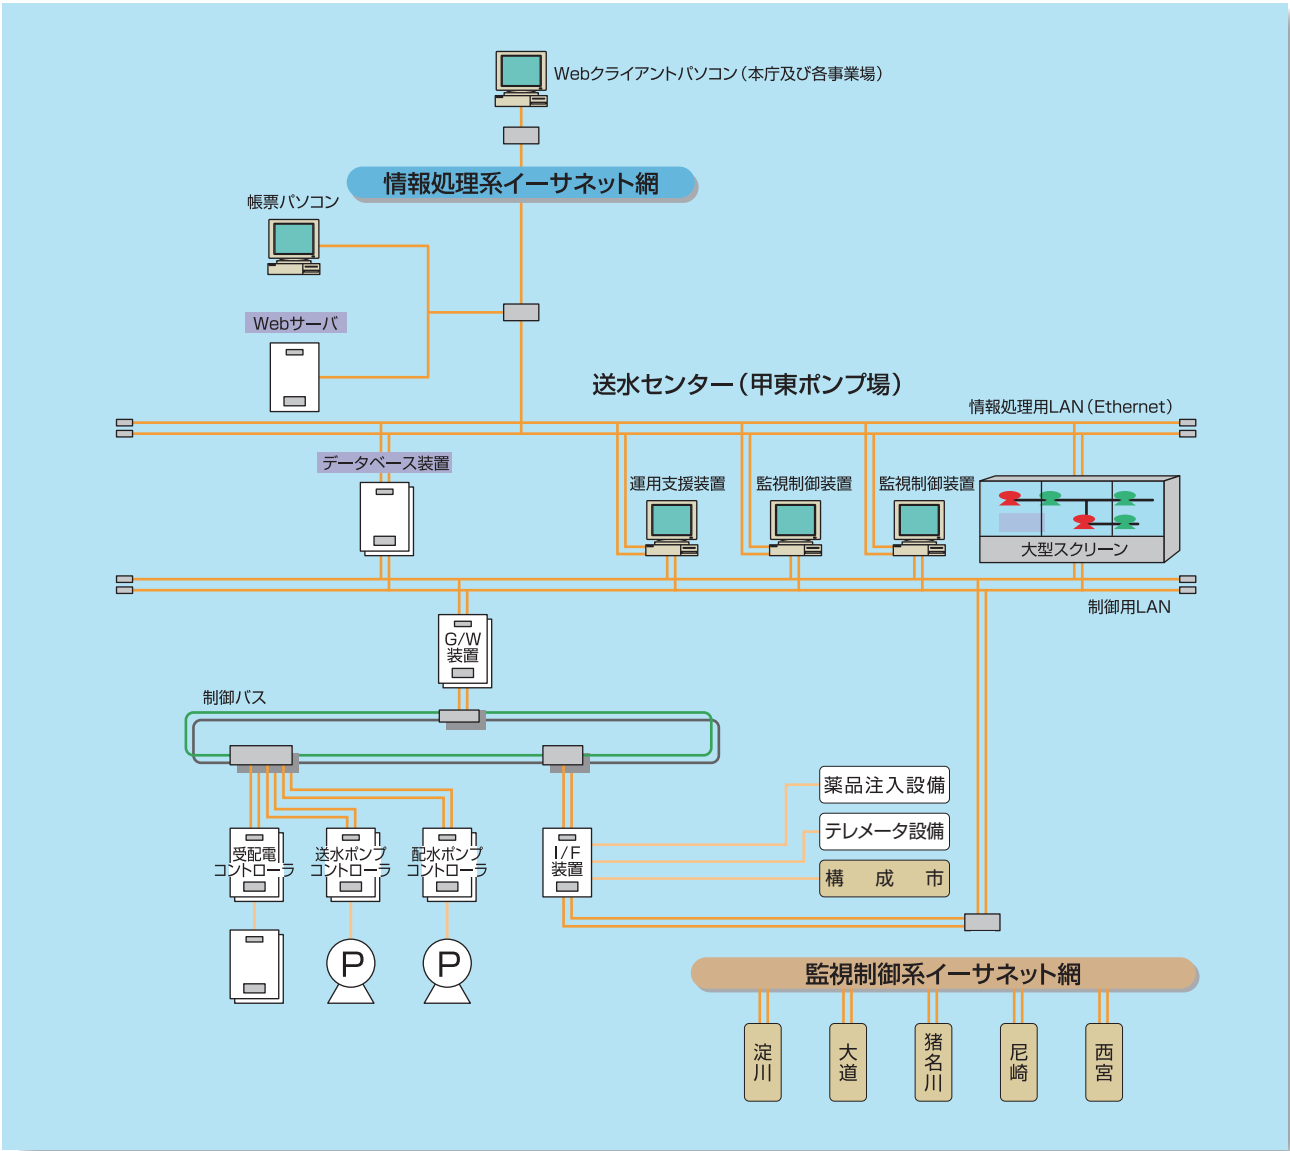 Webクライアントパソコン（本庁及び各事業場）
情報処理系イーサネット網
帳票パソコン
Webサーバ
送水センター（甲東ポンプ場）
情報処理用LAN（Ethernet）
データベース装置
運用支援装置
監視制御装置
監視制御装置
大型スクリーン
制御用LAN
G/W
装置
制御バス
薬品注入設備
テレメータ設備
構成市
受配電
コントローラ
送水ポンプ
コントローラ
配水ポンプ
コントローラ
I/F
装置
P
P
監視制御系イーサネット網
淀川
大道
猪名川
尼崎
西宮